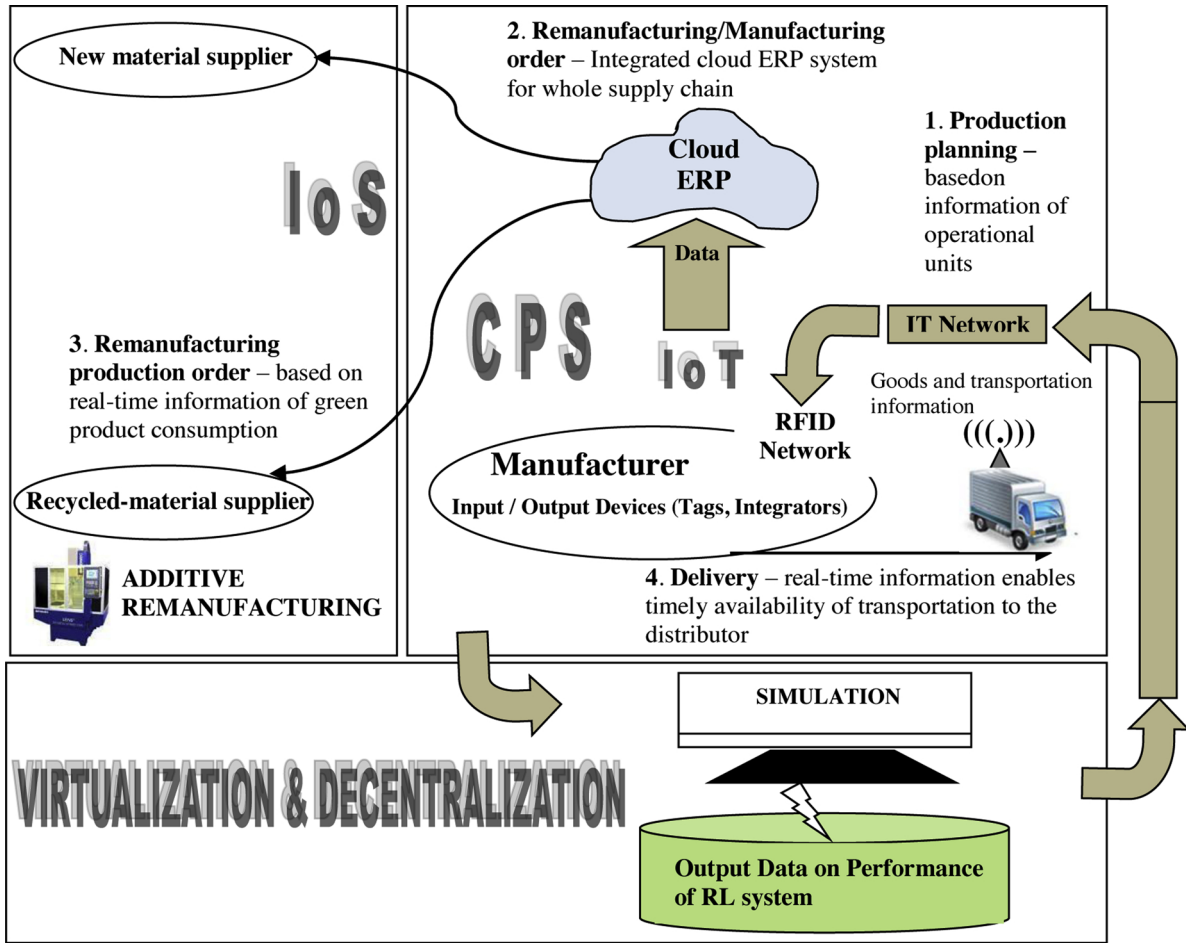 New material supplier
IoS
3. Remanufacturing
production order – based on
real-time information of green
product consumption
Recycled-material supplier
ADDITIVE
REMANUFACTURING
2. Remanufacturing/Manufacturing
order – Integrated cloud ERP system
for whole supply chain
Cloud
ERP
Data
1. Production
planning –
basedon
information of
operational
units
CPS
IoT
IT Network
Goods and transportation
information
(((.)))
RFID
Network
Manufacturer
Input / Output Devices (Tags, Integrators)
4. Delivery – real-time information enables
timely availability of transportation to the
distributor
VIRTUALIZATION & DECENTRALIZATION
SIMULATION
Output Data on Performance
of RL system